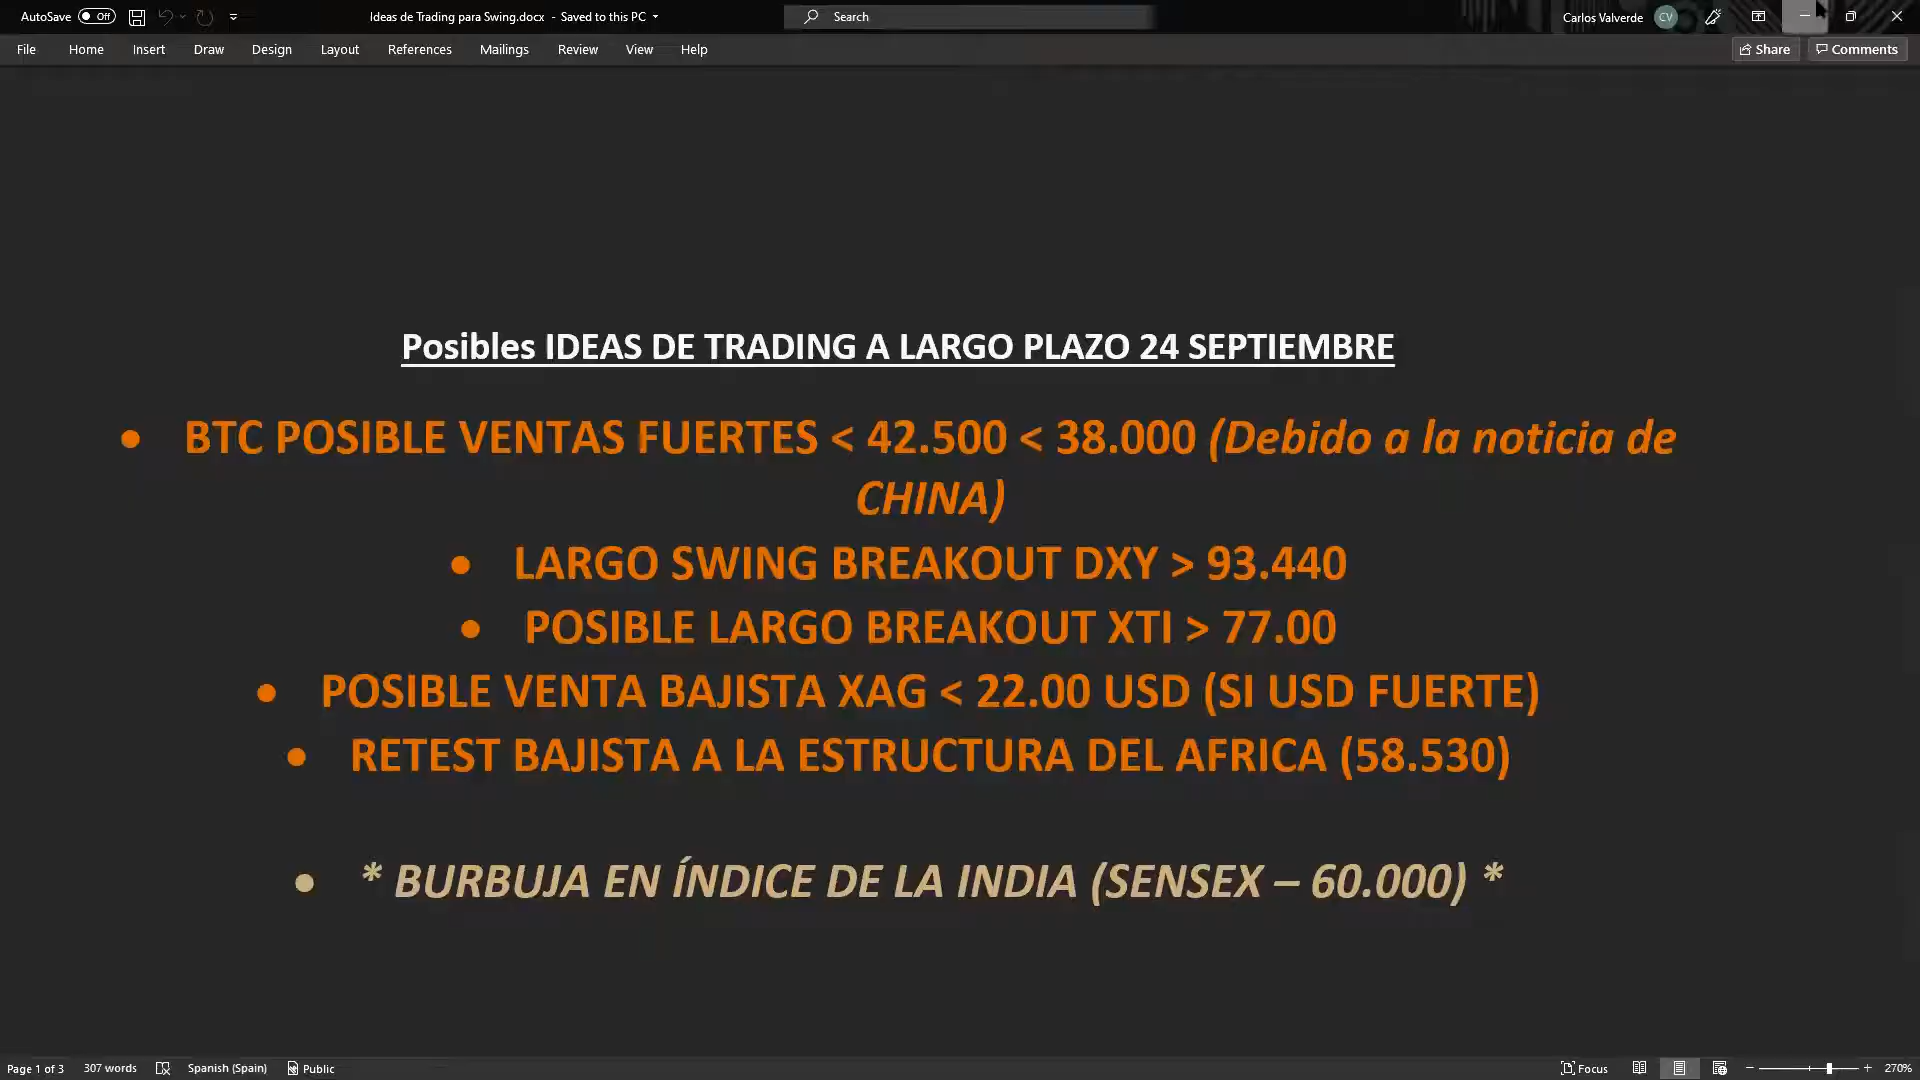 AutoSave Off Ideas de Trading para Swing.docx - Saved to this PC Search Carlos Valverde CV
File Home Insert Draw Design Layout References Mailings Review View Help Share Comments
Posibles IDEAS DE TRADING A LARGO PLAZO 24 SEPTIEMBRE
• BTC POSIBLE VENTAS FUERTES < 42.500 < 38.000 (Debido a la noticia de
CHINA)
• LARGO SWING BREAKOUT DXY > 93.440
• POSIBLE LARGO BREAKOUT XTI > 77.00
• POSIBLE VENTA BAJISTA XAG < 22.00 USD (SI USD FUERTE)
• RETEST BAJISTA A LA ESTRUCTURA DEL AFRICA (58.530)
• * BURBUJA EN ÍNDICE DE LA INDIA (SENSEX – 60.000) *
Page 1 of 3 307 words Spanish (Spain) Public Focus 270%